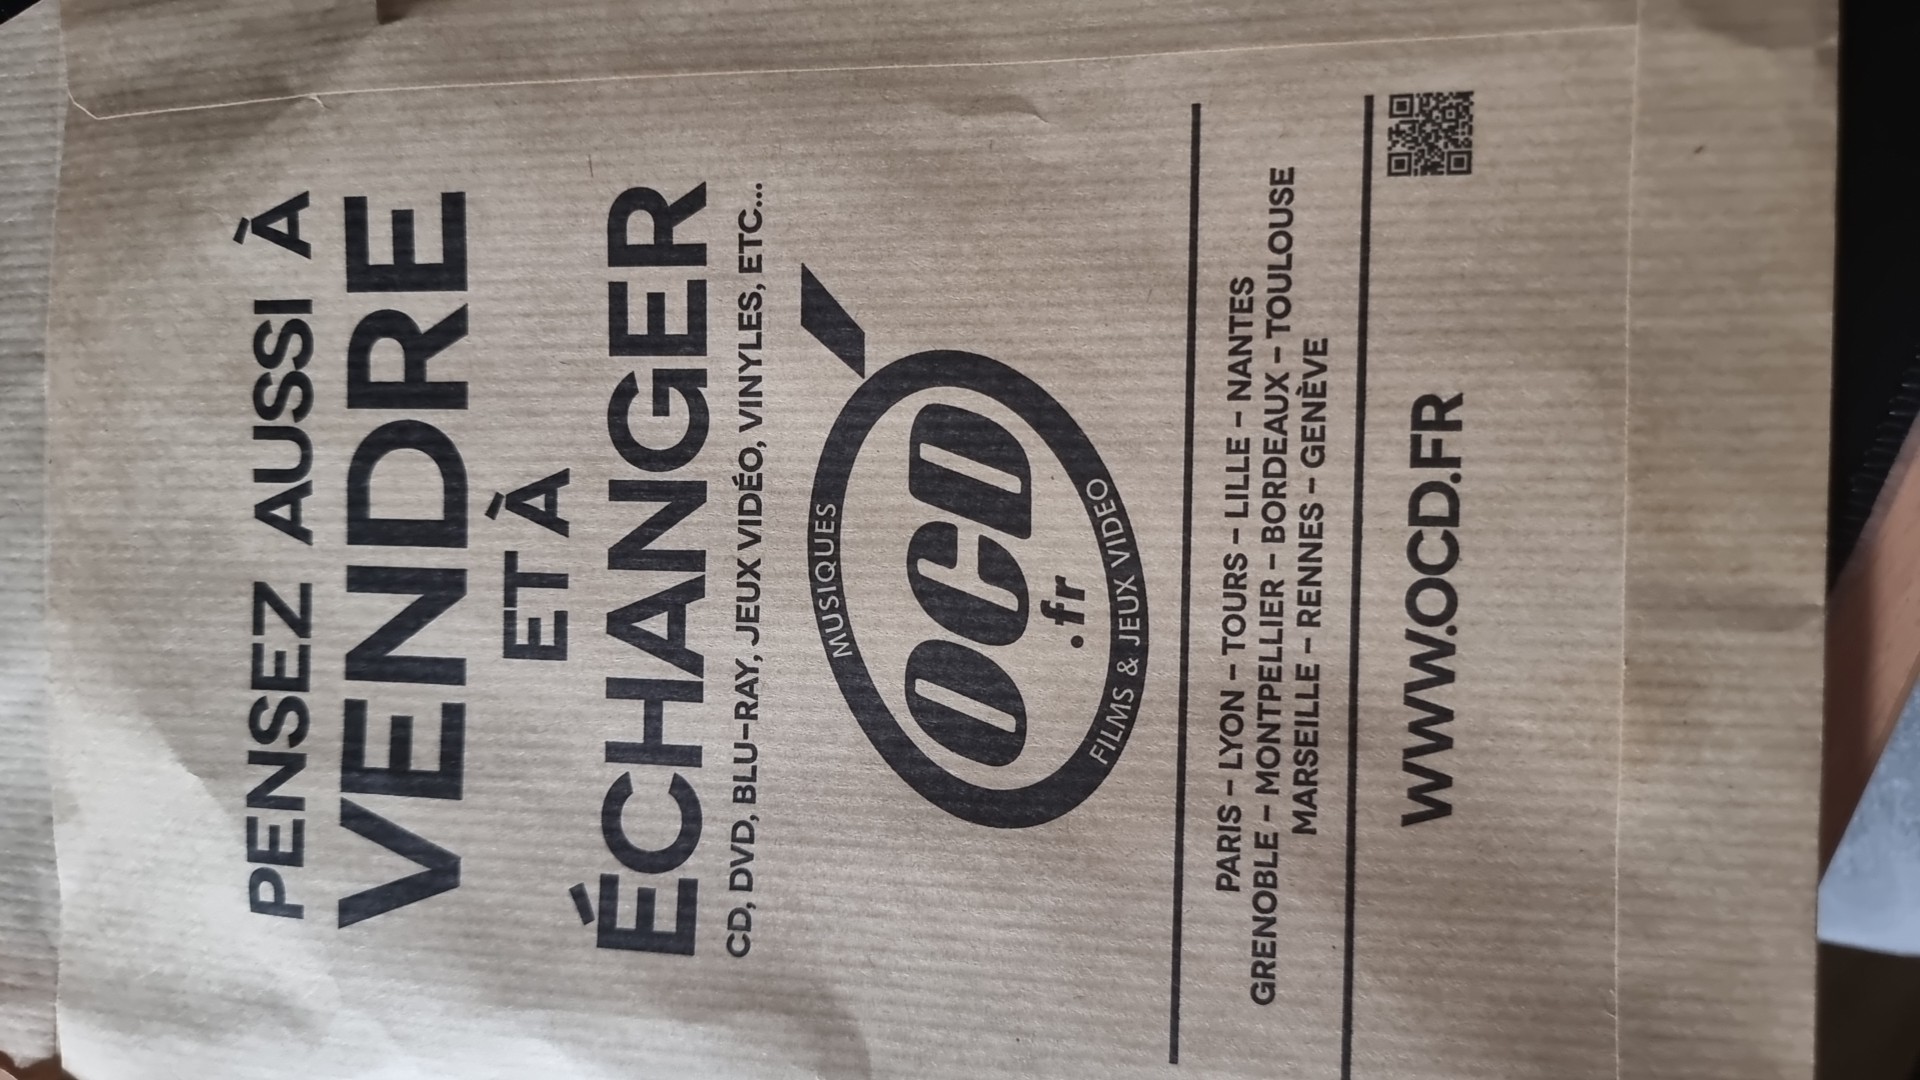 PENSEZ AUSSI À
VENDRE
ET À
ÉCHANGER
CD, DVD, BLU-RAY, JEUX VIDÉO, VINYLES, ETC...
MUSIQUES
OCD
.fr
FILMS & JEUX VIDEO
PARIS – LYON – TOURS – LILLE – NANTES
GRENOBLE – MONTPELLIER – BORDEAUX – TOULOUSE
MARSEILLE – RENNES – GENÈVE
WWW.OCD.FR